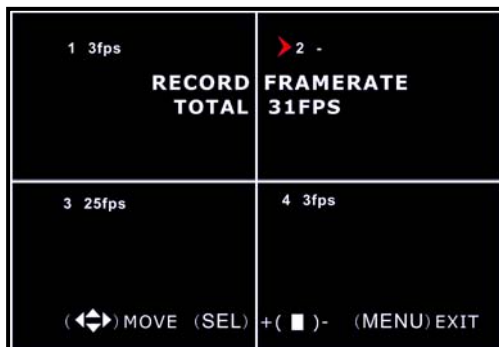 1 3fps
2 -
RECORD FRAMERATE
TOTAL 31FPS
3 25fps
4 3fps
(◀▲▼▶) MOVE (SEL) +( ■ )- (MENU) EXIT